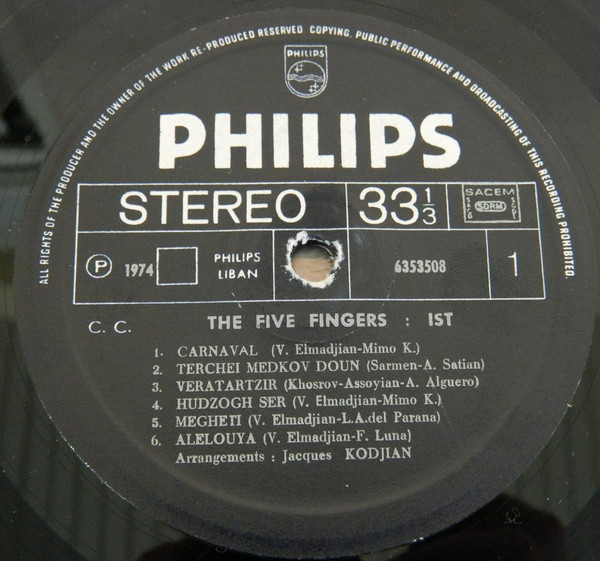 ALL RIGHTS OF THE PRODUCER AND THE OWNER OF THE WORK RE-PRODUCED RESERVED COPYING, PUBLIC PERFORMANCE AND BROADCASTING OF THIS RECORDING PROHIBITED.
PHILIPS
PHILIPS
STEREO 33 1/3 SACEM
SDRM
P 1974 PHILIPS LIBAN 6353508 1
C. C. THE FIVE FINGERS : IST
1. CARNAVAL (V. Elmadjian-Mimo K.)
2. TERCHEI MEDKOV DOUN (Sarmen-A. Satian)
3. VERATARTZIR (Khosrov-Assoyian-A. Alguero)
4. HUDZOGH SER (V. Elmadjian-Mimo K.)
5. MEGHETI (V. Elmadjian-L.A.del Parana)
6. ALELOUYA (V. Elmadjian-F. Luna)
Arrangements : Jacques KODJIAN